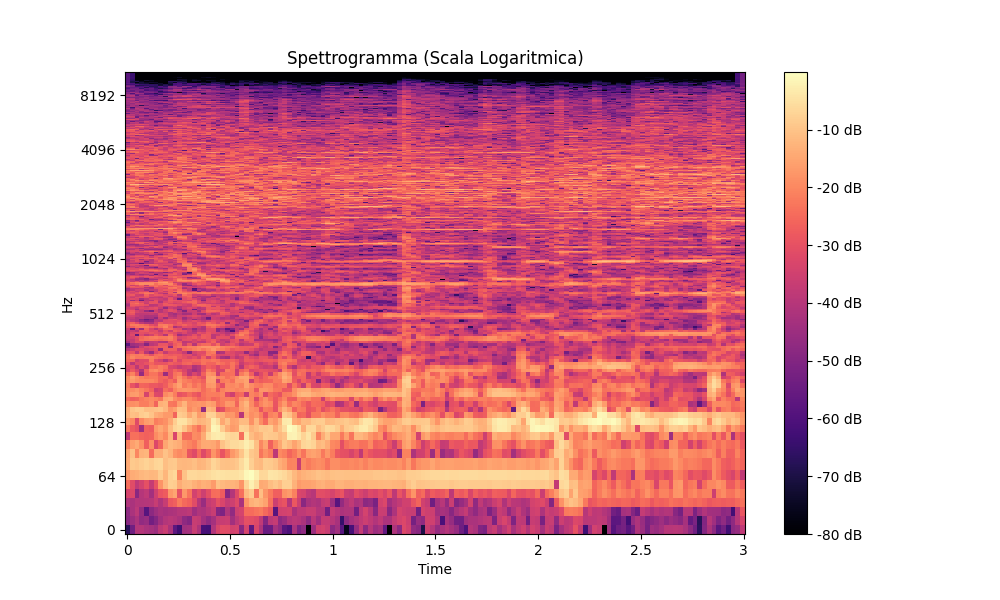 Spettrogramma (Scala Logaritmica)
Hz
8192
4096
2048
1024
512
256
128
64
0
0 0.5 1 1.5 2 2.5 3
Time
-10 dB
-20 dB
-30 dB
-40 dB
-50 dB
-60 dB
-70 dB
-80 dB